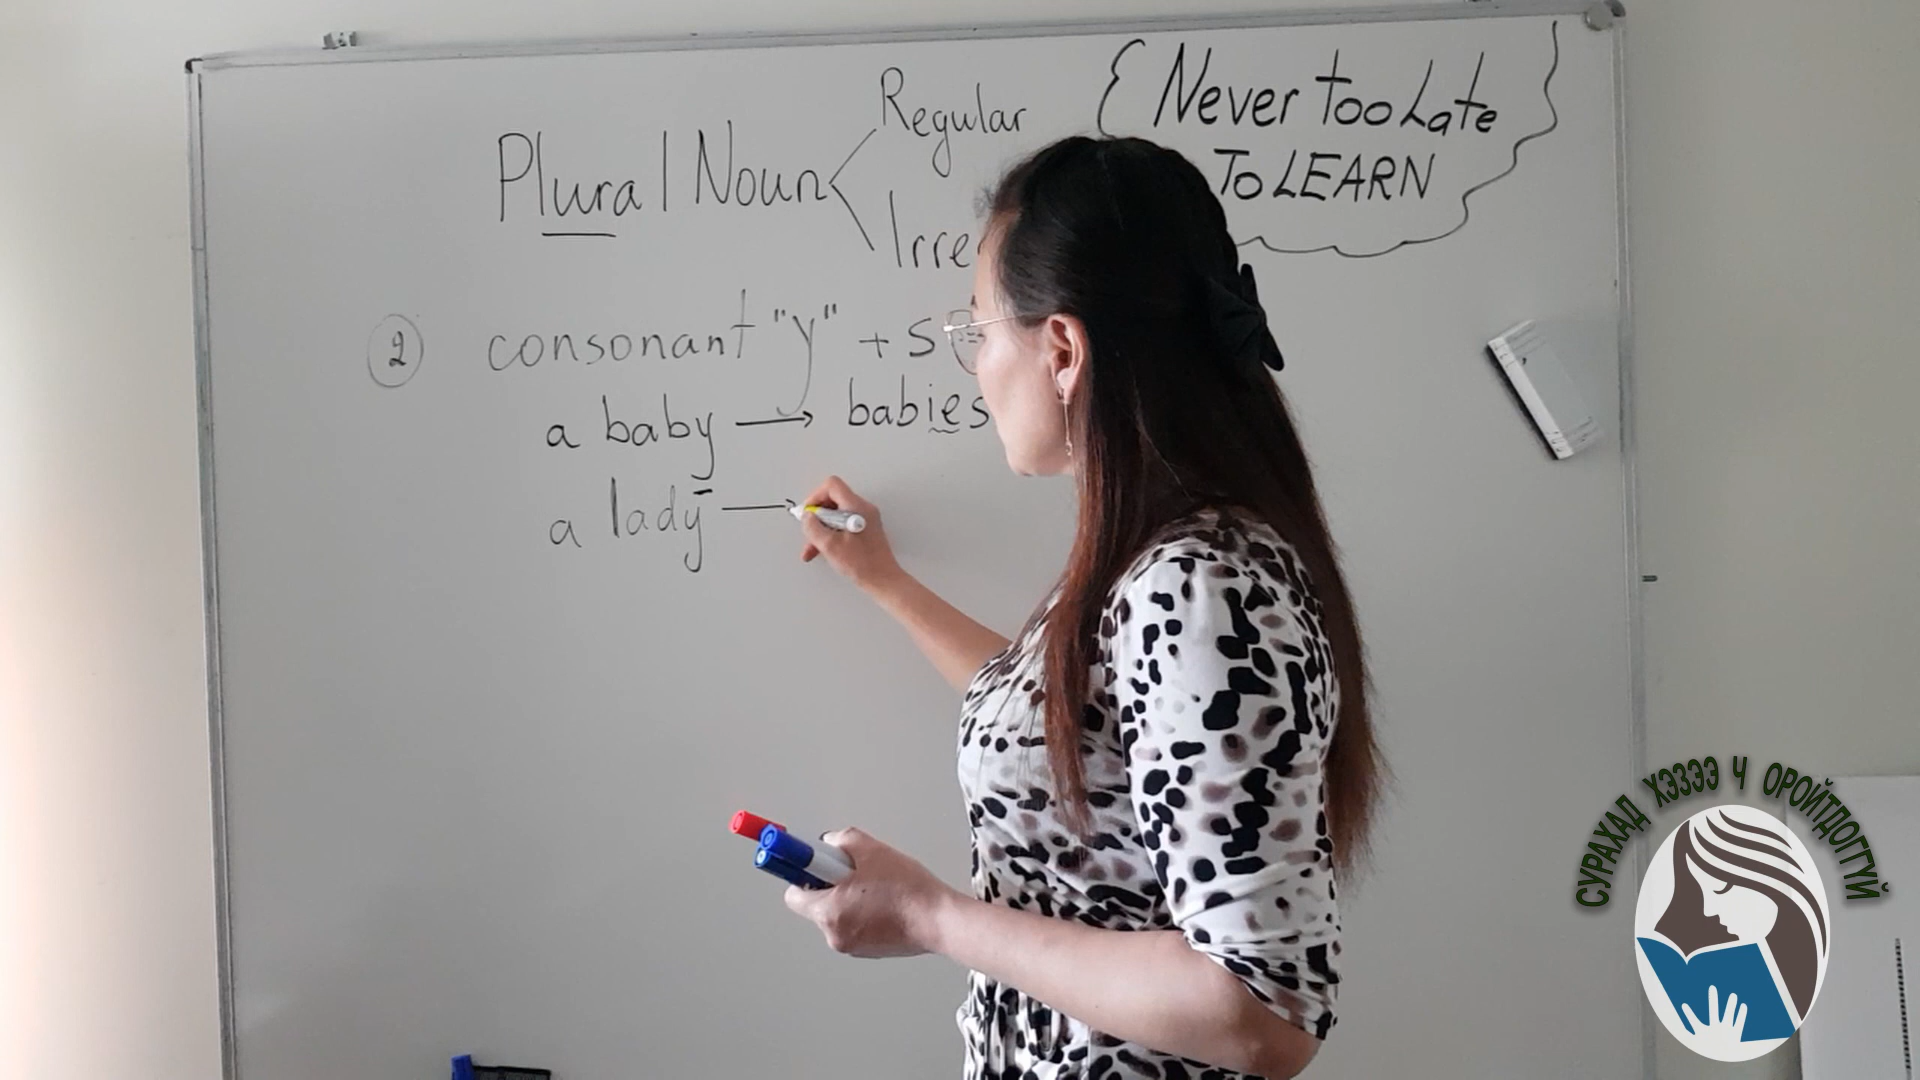 Regular
Never Too Late
To LEARN
Plural Noun
Irre
2 consonant "y" + s
a baby → babies
a lady →
СУРАХАД ХЭЗЭЭ Ч ОРОЙТДОГГҮЙ